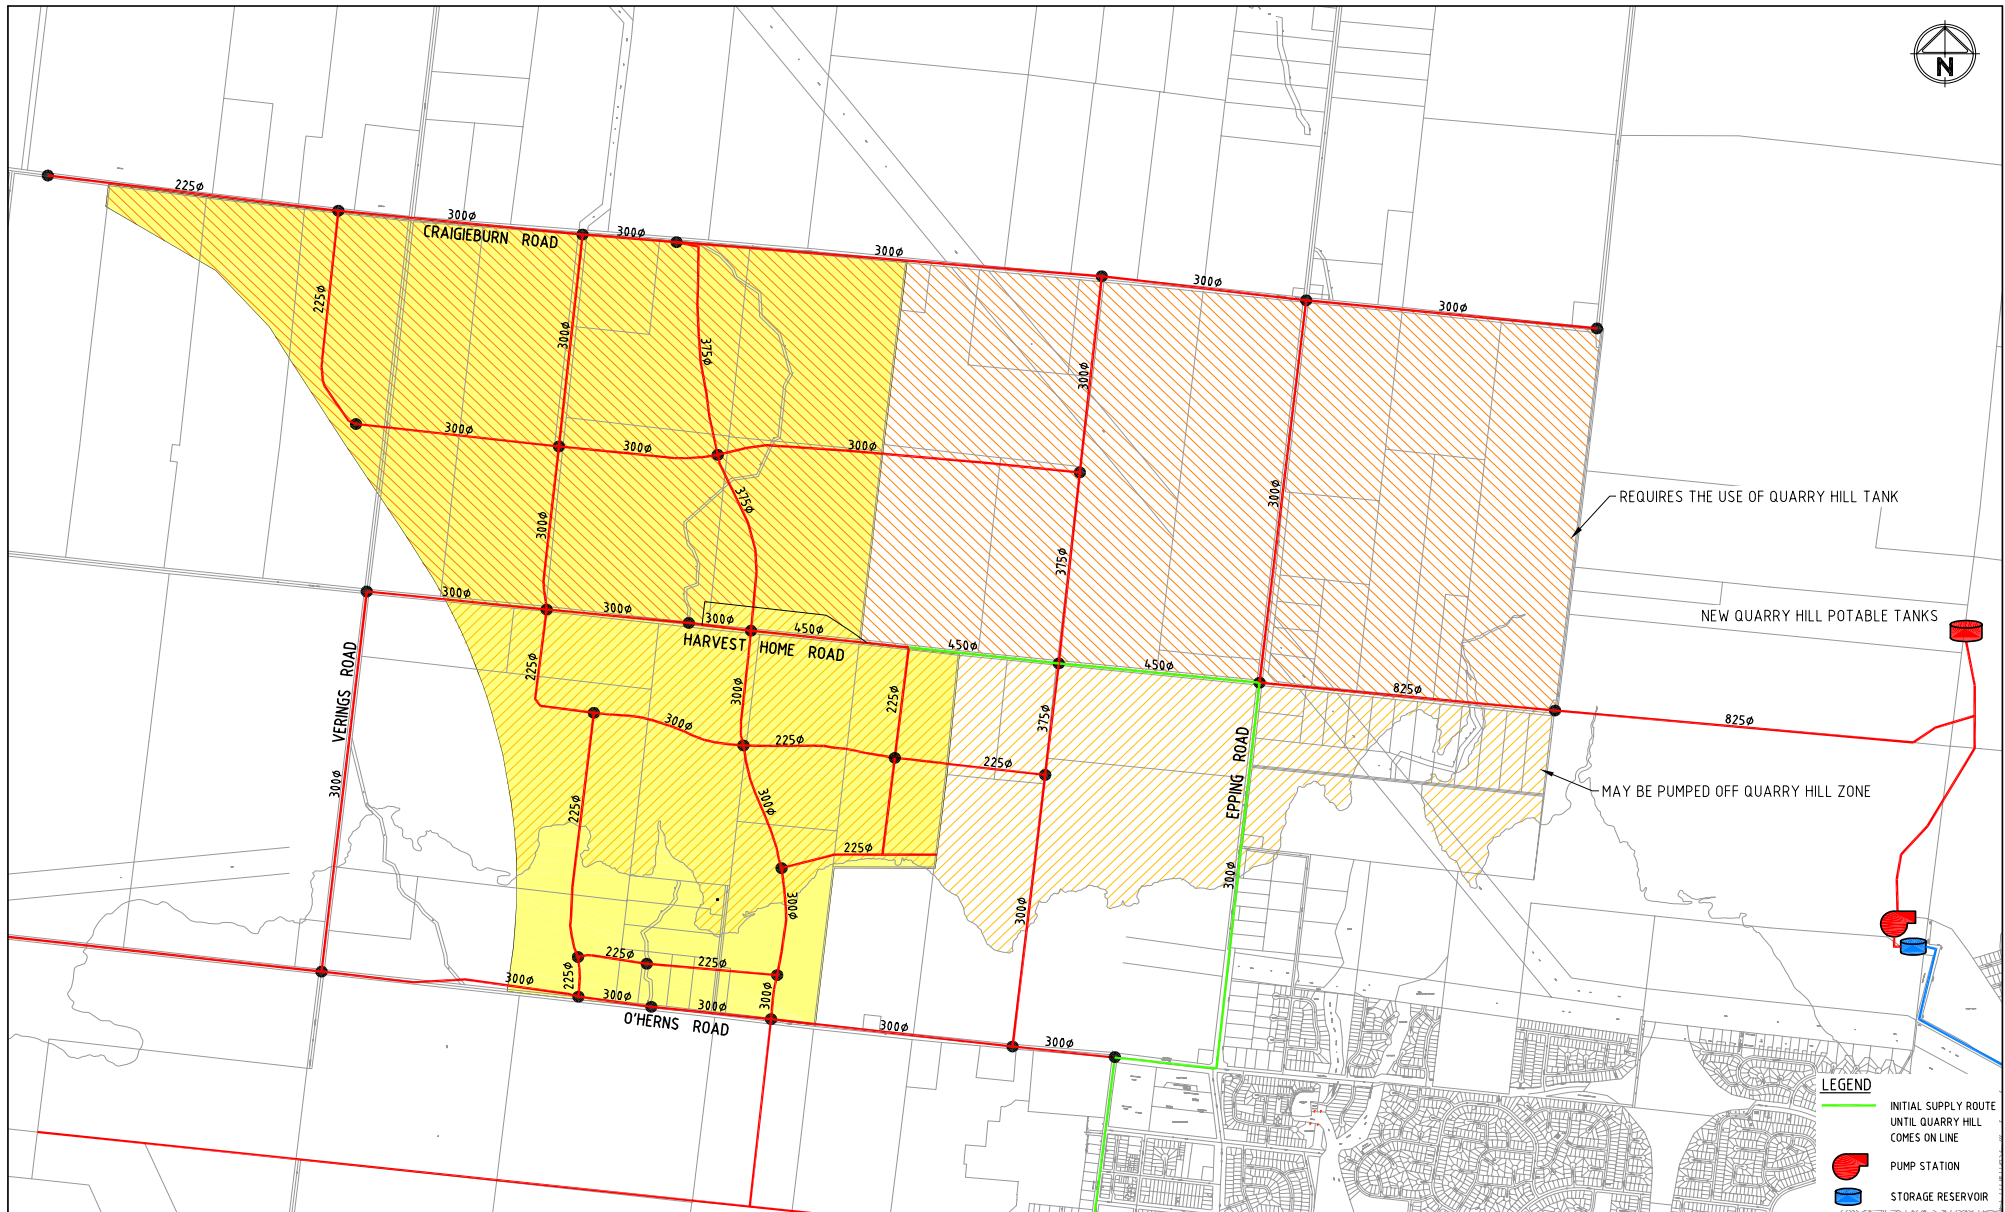 N
225ø
300ø
CRAIGIEBURN ROAD
300ø
300ø
300ø
300ø
225ø
300ø
375ø
300ø
300ø
300ø
300ø
300ø
375ø
300ø
300ø
375ø
REQUIRES THE USE OF QUARRY HILL TANK
300ø
300ø
300ø
450ø
HARVEST HOME ROAD
450ø
450ø
825ø
825ø
NEW QUARRY HILL POTABLE TANKS
VERINGS ROAD
300ø
225ø
300ø
225ø
375ø
300ø
225ø
225ø
EPPING ROAD
MAY BE PUMPED OFF QUARRY HILL ZONE
225ø
300ø
225ø
300ø
300ø
300ø
225ø
225ø
225ø
300ø
300ø
300ø
300ø
O'HERNS ROAD
300ø
300ø
LEGEND
INITIAL SUPPLY ROUTE
UNTIL QUARRY HILL
COMES ON LINE
PUMP STATION
STORAGE RESERVOIR